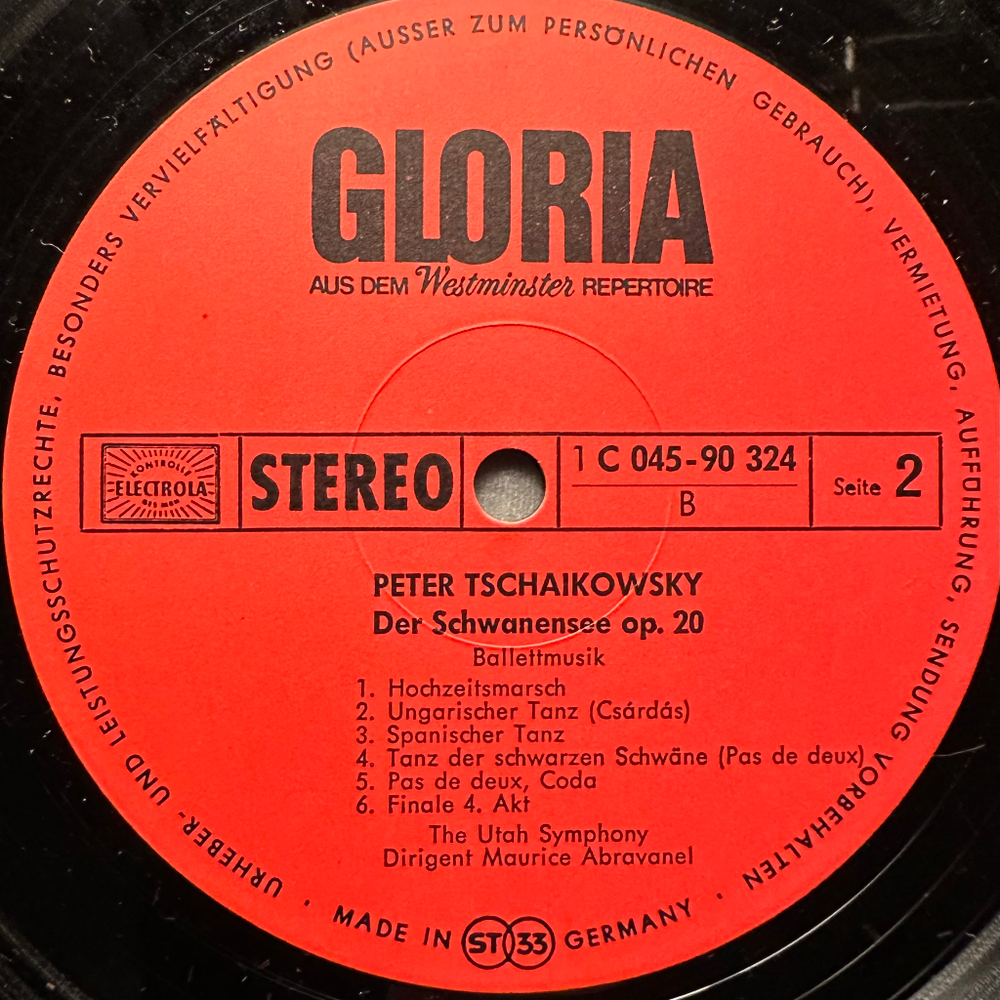 URHEBER- UND LEISTUNGSSCHUTZRECHTE, BESONDERS VERVIELFÄLTIGUNG (AUSSER ZUM PERSÖNLICHEN GEBRAUCH), VERMIETUNG, AUFFÜHRUNG, SENDUNG VORBEHALTEN
GLORIA
AUS DEM Westminster REPERTOIRE
KONTROLLE
ELECTROLA
STEREO
1 C 045-90 324
B
Seite 2
PETER TSCHAIKOWSKY
Der Schwanensee op. 20
Ballettmusik
1. Hochzeitsmarsch
2. Ungarischer Tanz (Csárdás)
3. Spanischer Tanz
4. Tanz der schwarzen Schwäne (Pas de deux)
5. Pas de deux, Coda
6. Finale 4. Akt
The Utah Symphony
Dirigent Maurice Abravanel
· MADE IN ST 33 GERMANY ·